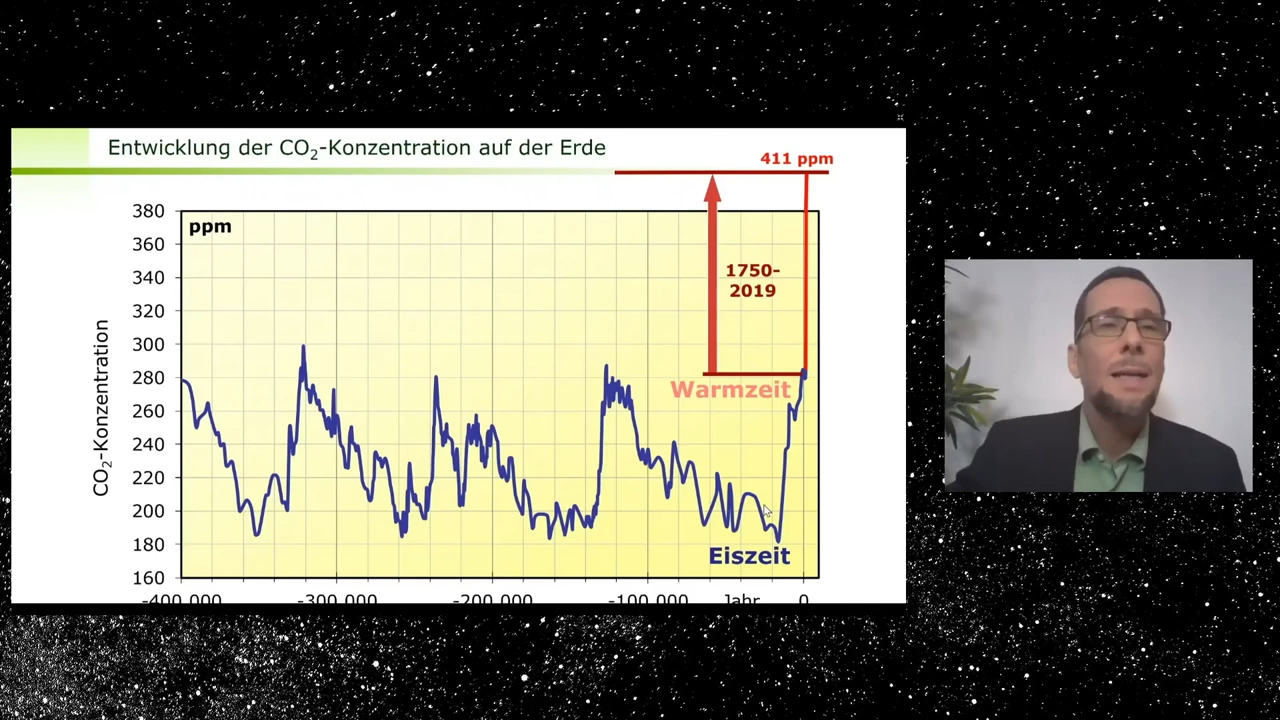 Entwicklung der CO₂-Konzentration auf der Erde
411 ppm
380
ppm
360
340
320
300
280
260
240
220
200
180
160
CO₂-Konzentration
1750-
2019
Warmzeit
Eiszeit
-400.000 -300.000 -200.000 -100.000 Jahr 0